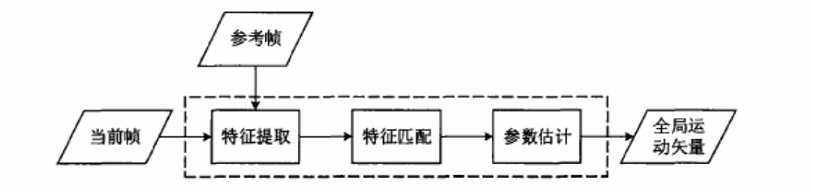 参考帧
当前帧
特征提取
特征匹配
参数估计
全局运
动矢量